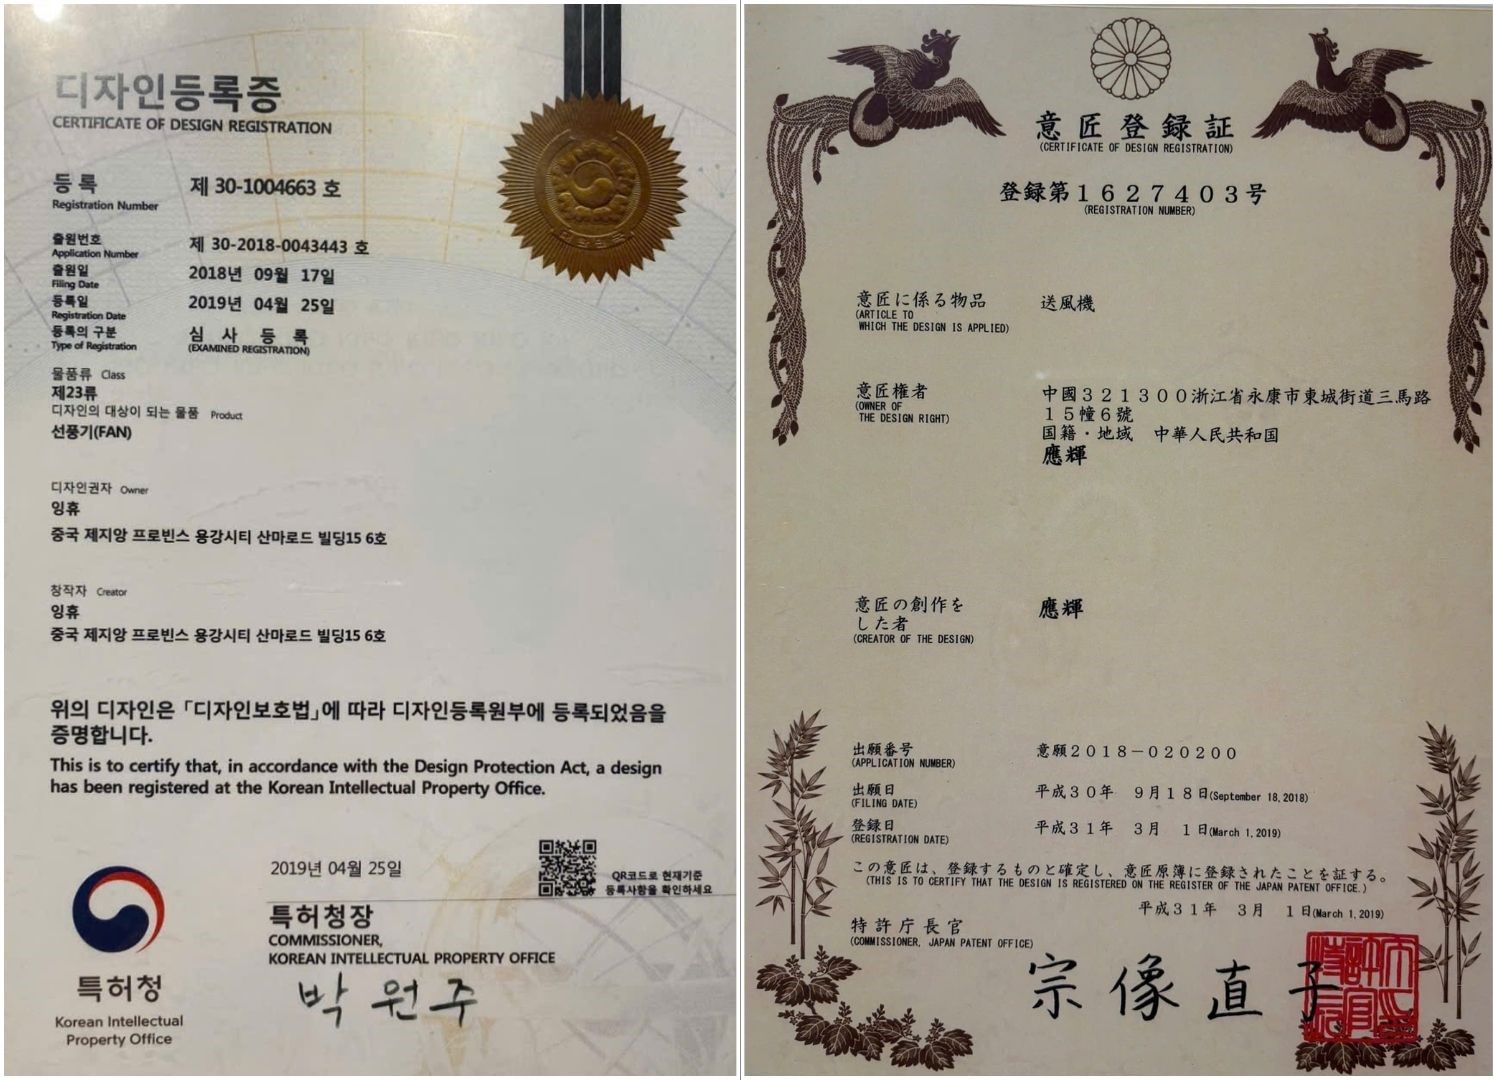 디자인등록증
CERTIFICATE OF DESIGN REGISTRATION
등록 제 30-1004663 호
Registration Number
출원번호 제 30-2018-0043443 호
Application Number
출원일 2018년 09월 17일
Filing Date
등록일 2019년 04월 25일
Registration Date
등록의 구분 심사등록
Type of Registration (EXAMINED REGISTRATION)
물품류 Class
제23류
디자인의 대상이 되는 물품 Product
선풍기(FAN)
디자인권자 Owner
잉휴
중국 제지앙 프로빈스 용강시티 산마로드 빌딩15 6호
창작자 Creator
잉휴
중국 제지앙 프로빈스 용강시티 산마로드 빌딩15 6호
위의 디자인은 「디자인보호법」에 따라 디자인등록원부에 등록되었음을
증명합니다.
This is to certify that, in accordance with the Design Protection Act, a design
has been registered at the Korean Intellectual Property Office.
2019년 04월 25일
QR코드로 현재기준
등록사항을 확인하세요
특허청장
COMMISSIONER,
KOREAN INTELLECTUAL PROPERTY OFFICE
박원주
특허청
Korean Intellectual
Property Office
意匠登録証
(CERTIFICATE OF DESIGN REGISTRATION)
登録第1627403号
(REGISTRATION NUMBER)
意匠に係る物品 送風機
(ARTICLE TO
WHICH THE DESIGN IS APPLIED)
意匠権者 中國321300浙江省永康市東城街道三馬路
(OWNER OF
THE DESIGN RIGHT) 15幢6號
国籍・地域 中華人民共和国
應輝
意匠の創作を 應輝
した者
(CREATOR OF THE DESIGN)
出願番号 意願2018-020200
(APPLICATION NUMBER)
出願日 平成30年 9月18日(September 18,2018)
(FILING DATE)
登録日 平成31年 3月 1日(March 1,2019)
(REGISTRATION DATE)
この意匠は、登録するものと確定し、意匠原簿に登録されたことを証する。
(THIS IS TO CERTIFY THAT THE DESIGN IS REGISTERED ON THE REGISTER OF THE JAPAN PATENT OFFICE.)
平成31年 3月 1日(March 1,2019)
特許庁長官
(COMMISSIONER, JAPAN PATENT OFFICE)
宗像直子